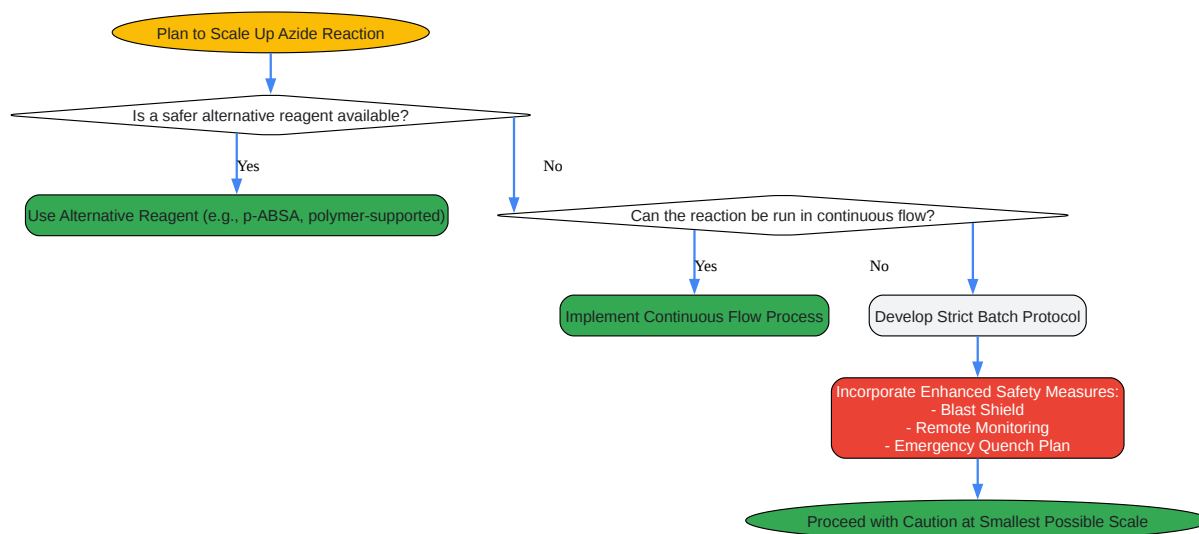 Plan to Scale Up Azide Reaction
Is a safer alternative reagent available?
Yes
No
Use Alternative Reagent (e.g., p-ABSA, polymer-supported)
Can the reaction be run in continuous flow?
Yes
No
Implement Continuous Flow Process
Develop Strict Batch Protocol
Incorporate Enhanced Safety Measures:
- Blast Shield
- Remote Monitoring
- Emergency Quench Plan
Proceed with Caution at Smallest Possible Scale